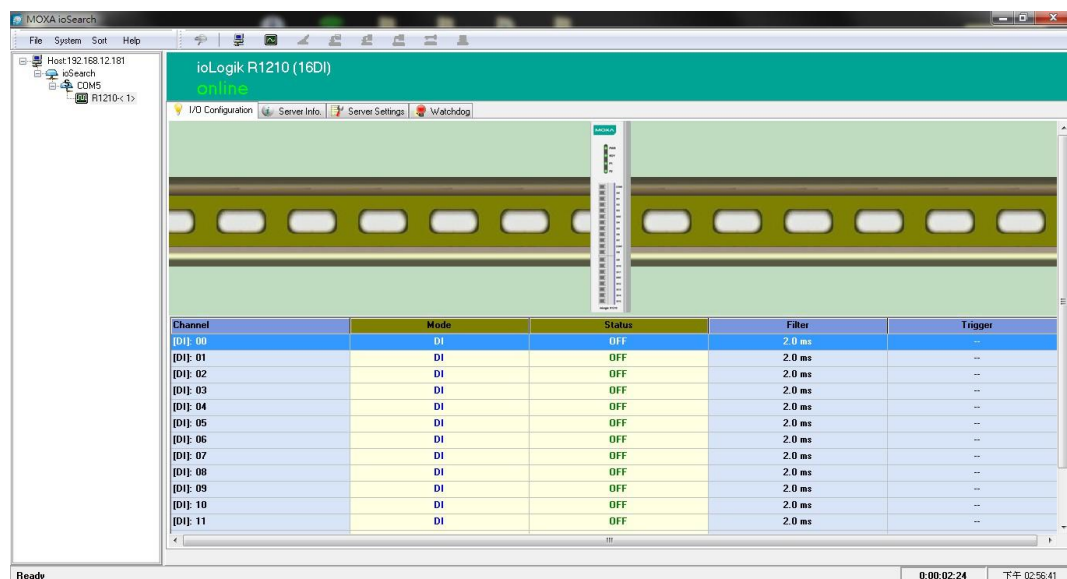 MOXA ioSearch
File System Sort Help
Host:192.168.12.181
ioSearch
COM5
R1210-< 1>
ioLogik R1210 (16DI)
online
I/O Configuration Server Info. Server Settings Watchdog
MOXA
Channel Mode Status Filter Trigger
[DI]: 00 DI OFF 2.0 ms --
[DI]: 01 DI OFF 2.0 ms --
[DI]: 02 DI OFF 2.0 ms --
[DI]: 03 DI OFF 2.0 ms --
[DI]: 04 DI OFF 2.0 ms --
[DI]: 05 DI OFF 2.0 ms --
[DI]: 06 DI OFF 2.0 ms --
[DI]: 07 DI OFF 2.0 ms --
[DI]: 08 DI OFF 2.0 ms --
[DI]: 09 DI OFF 2.0 ms --
[DI]: 10 DI OFF 2.0 ms --
[DI]: 11 DI OFF 2.0 ms --
Ready 0:00:02:24 下午 02:56:41